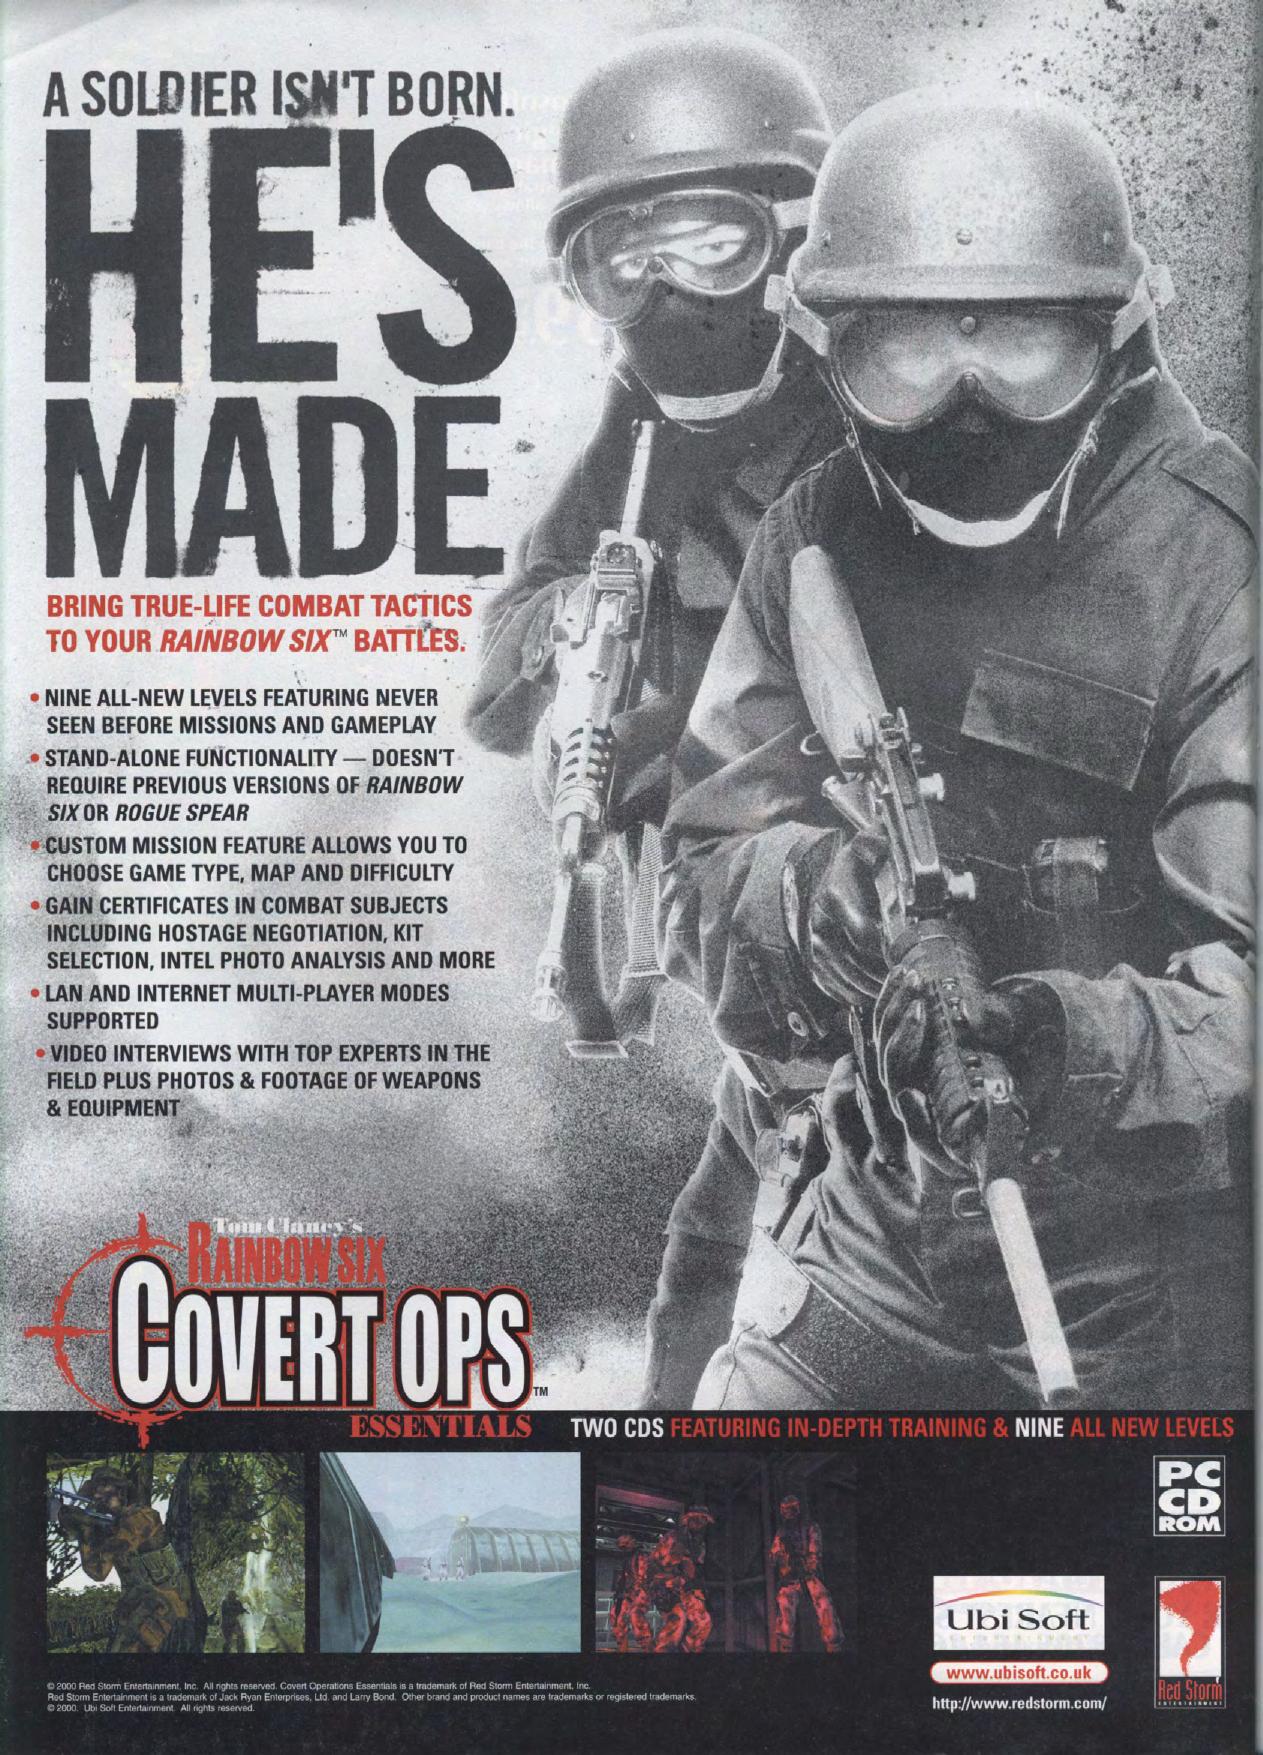 A SOLDIER ISN'T BORN.
HE'S
MADE
BRING TRUE-LIFE COMBAT TACTICS
TO YOUR RAINBOW SIX™ BATTLES.
• NINE ALL-NEW LEVELS FEATURING NEVER
SEEN BEFORE MISSIONS AND GAMEPLAY
• STAND-ALONE FUNCTIONALITY — DOESN'T
REQUIRE PREVIOUS VERSIONS OF RAINBOW
SIX OR ROGUE SPEAR
• CUSTOM MISSION FEATURE ALLOWS YOU TO
CHOOSE GAME TYPE, MAP AND DIFFICULTY
• GAIN CERTIFICATES IN COMBAT SUBJECTS
INCLUDING HOSTAGE NEGOTIATION, KIT
SELECTION, INTEL PHOTO ANALYSIS AND MORE
• LAN AND INTERNET MULTI-PLAYER MODES
SUPPORTED
• VIDEO INTERVIEWS WITH TOP EXPERTS IN THE
FIELD PLUS PHOTOS & FOOTAGE OF WEAPONS
& EQUIPMENT
Tom Clancy's
RAINBOW SIX
COVERT OPS™
ESSENTIALS
TWO CDS FEATURING IN-DEPTH TRAINING & NINE ALL NEW LEVELS
PC
CD
ROM
Ubi Soft
ENTERTAINMENT
www.ubisoft.co.uk
http://www.redstorm.com/
Red Storm
ENTERTAINMENT
© 2000 Red Storm Entertainment, Inc. All rights reserved. Covert Operations Essentials is a trademark of Red Storm Entertainment, Inc.
Red Storm Entertainment is a trademark of Jack Ryan Enterprises, Ltd. and Larry Bond. Other brand and product names are trademarks or registered trademarks.
© 2000. Ubi Soft Entertainment. All rights reserved.